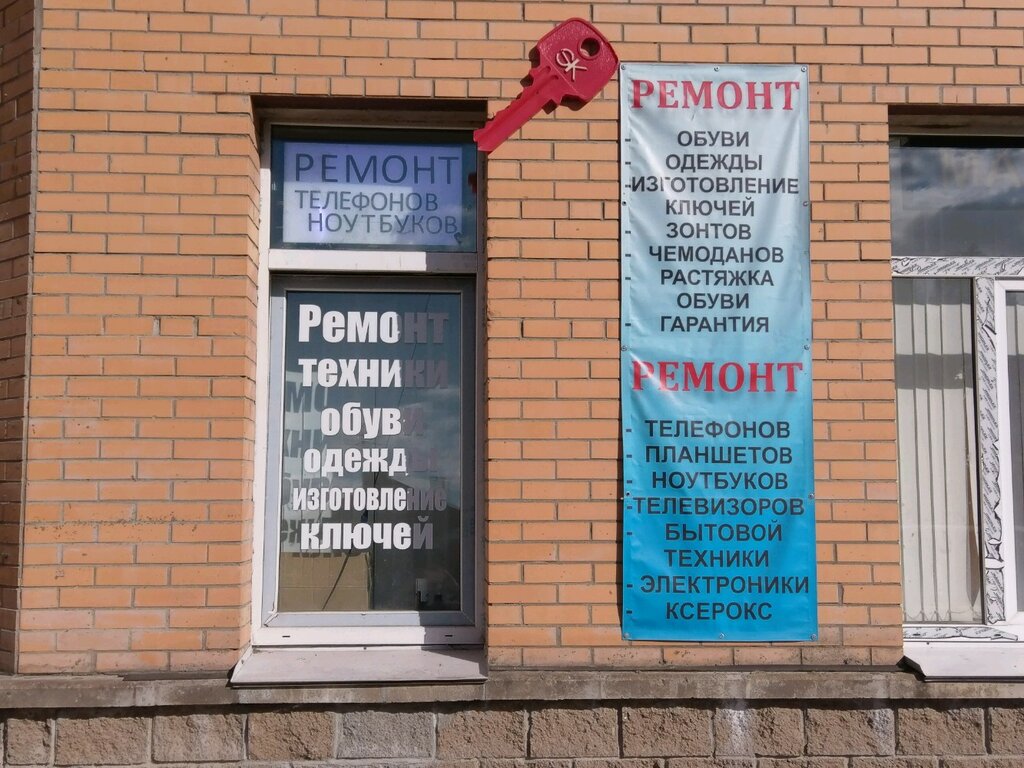 РЕМОНТ
ТЕЛЕФОНОВ
НОУТБУКОВ
Ремонт
техники
обуви
одежды
изготовление
ключей
РЕМОНТ
- ОБУВИ
- ОДЕЖДЫ
-ИЗГОТОВЛЕНИЕ
КЛЮЧЕЙ
- ЗОНТОВ
- ЧЕМОДАНОВ
- РАСТЯЖКА
ОБУВИ
- ГАРАНТИЯ
РЕМОНТ
- ТЕЛЕФОНОВ
- ПЛАНШЕТОВ
- НОУТБУКОВ
-ТЕЛЕВИЗОРОВ
- БЫТОВОЙ
ТЕХНИКИ
- ЭЛЕКТРОНИКИ
- КСЕРОКС